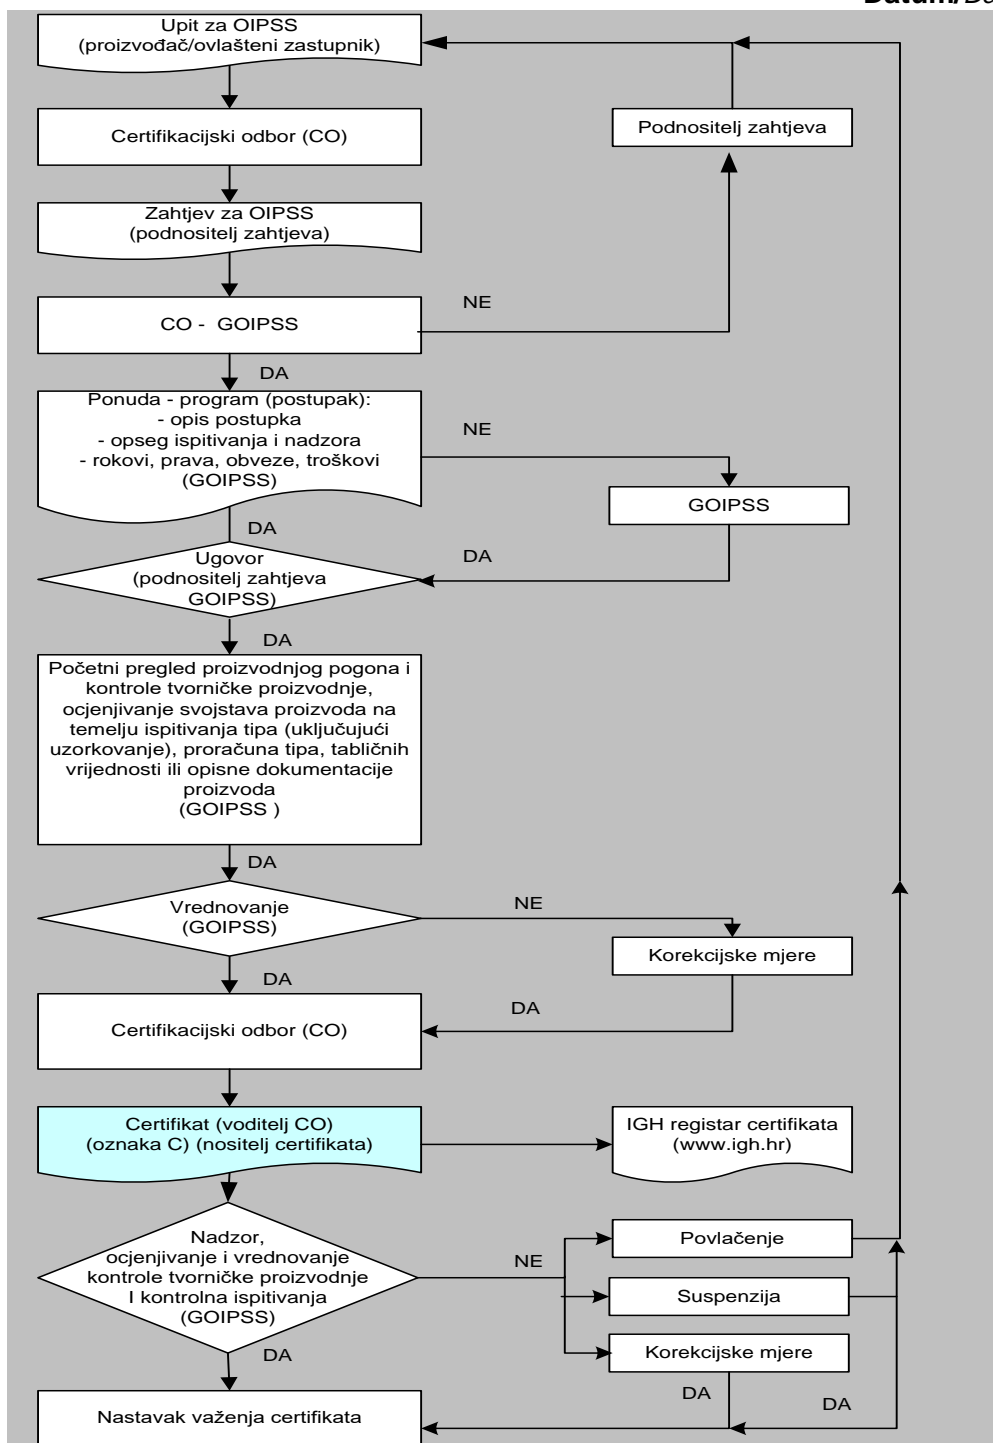 Datum/Da
Upit za OIPSS
(proizvođač/ovlašteni zastupnik)
Certifikacijski odbor (CO)
Podnositelj zahtjeva
Zahtjev za OIPSS
(podnositelj zahtjeva)
NE
CO - GOIPSS
DA
Ponuda - program (postupak):
- opis postupka
- opseg ispitivanja i nadzora
- rokovi, prava, obveze, troškovi
(GOIPSS)
NE
GOIPSS
DA
DA
Ugovor
(podnositelj zahtjeva
GOIPSS)
DA
Početni pregled proizvodnjog pogona i
kontrole tvorničke proizvodnje,
ocjenjivanje svojstava proizvoda na
temelju ispitivanja tipa (uključujući
uzorkovanje), proračuna tipa, tabličnih
vrijednosti ili opisne dokumentacije
proizvoda
(GOIPSS )
DA
Vrednovanje
(GOIPSS)
NE
Korekcijske mjere
DA
DA
Certifikacijski odbor (CO)
Certifikat (voditelj CO)
(oznaka C) (nositelj certifikata)
IGH registar certifikata
(www.igh.hr)
Nadzor,
ocjenjivanje i vrednovanje
kontrole tvorničke proizvodnje
I kontrolna ispitivanja
(GOIPSS)
NE
Povlačenje
Suspenzija
Korekcijske mjere
DA
DA
DA
Nastavak važenja certifikata